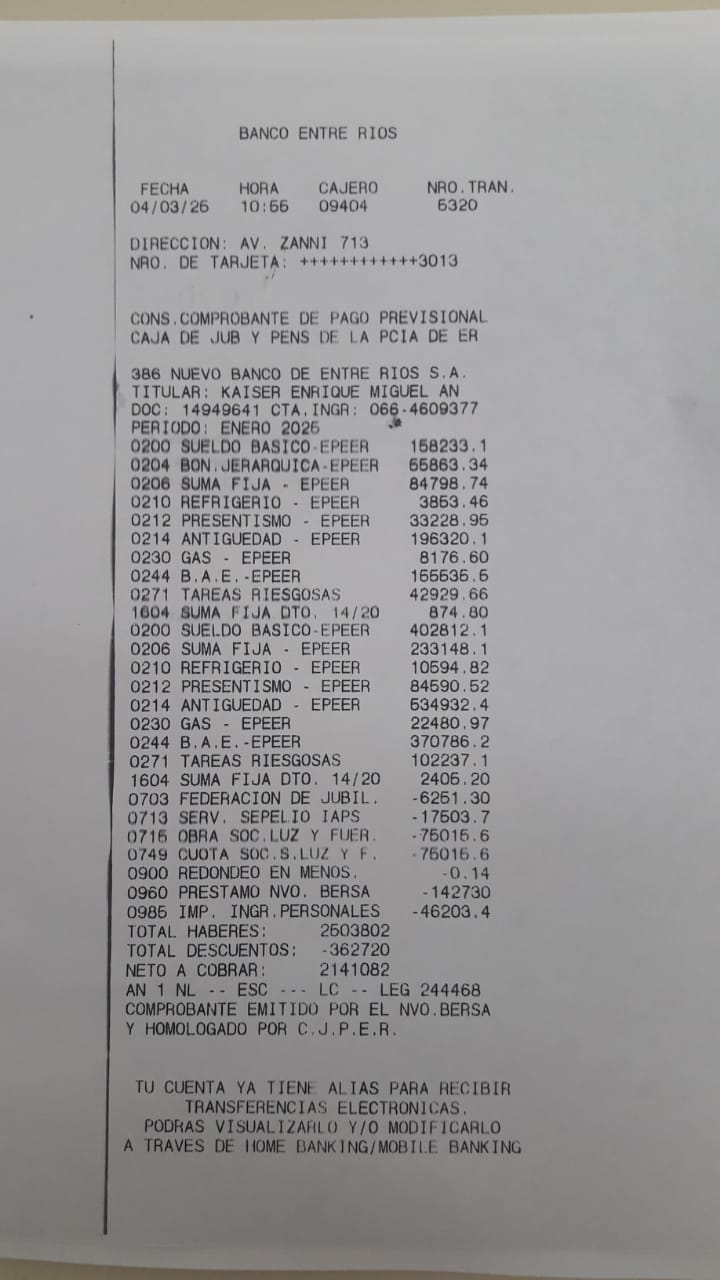 BANCO ENTRE RIOS
FECHA HORA CAJERO NRO.TRAN.
04/03/26 10:56 09404 5320
DIRECCION: AV. ZANNI 713
NRO. DE TARJETA: ++++++++++++3013
CONS.COMPROBANTE DE PAGO PREVISIONAL
CAJA DE JUB Y PENS DE LA PCIA DE ER
386 NUEVO BANCO DE ENTRE RIOS S.A.
TITULAR: KAISER ENRIQUE MIGUEL AN
DOC: 14949641 CTA.INGR: 066-4609377
PERIODO: ENERO 2026
0200 SUELDO BASICO-EPEER 158233.1
0204 BON.JERARQUICA-EPEER 55863.34
0206 SUMA FIJA - EPEER 84798.74
0210 REFRIGERIO - EPEER 3853.46
0212 PRESENTISMO - EPEER 33228.95
0214 ANTIGUEDAD - EPEER 196320.1
0230 GAS - EPEER 8176.60
0244 B.A.E.-EPEER 155535.5
0271 TAREAS RIESGOSAS 42929.66
1604 SUMA FIJA DTO. 14/20 874.80
0200 SUELDO BASICO-EPEER 402812.1
0206 SUMA FIJA - EPEER 233148.1
0210 REFRIGERIO - EPEER 10594.82
0212 PRESENTISMO - EPEER 84590.52
0214 ANTIGUEDAD - EPEER 534932.4
0230 GAS - EPEER 22480.97
0244 B.A.E.-EPEER 370786.2
0271 TAREAS RIESGOSAS 102237.1
1604 SUMA FIJA DTO. 14/20 2405.20
0703 FEDERACION DE JUBIL. -6251.30
0713 SERV. SEPELIO IAPS -17503.7
0715 OBRA SOC.LUZ Y FUER. -75015.6
0749 CUOTA SOC.S.LUZ Y F. -75015.6
0900 REDONDEO EN MENOS. -0.14
0960 PRESTAMO NVO. BERSA -142730
0985 IMP. INGR.PERSONALES -46203.4
TOTAL HABERES: 2503802
TOTAL DESCUENTOS: -362720
NETO A COBRAR: 2141082
AN 1 NL -- ESC --- LC -- LEG 244468
COMPROBANTE EMITIDO POR EL NVO.BERSA
Y HOMOLOGADO POR C.J.P.E.R.
TU CUENTA YA TIENE ALIAS PARA RECIBIR
TRANSFERENCIAS ELECTRONICAS.
PODRAS VISUALIZARLO Y/O MODIFICARLO
A TRAVES DE HOME BANKING/MOBILE BANKING